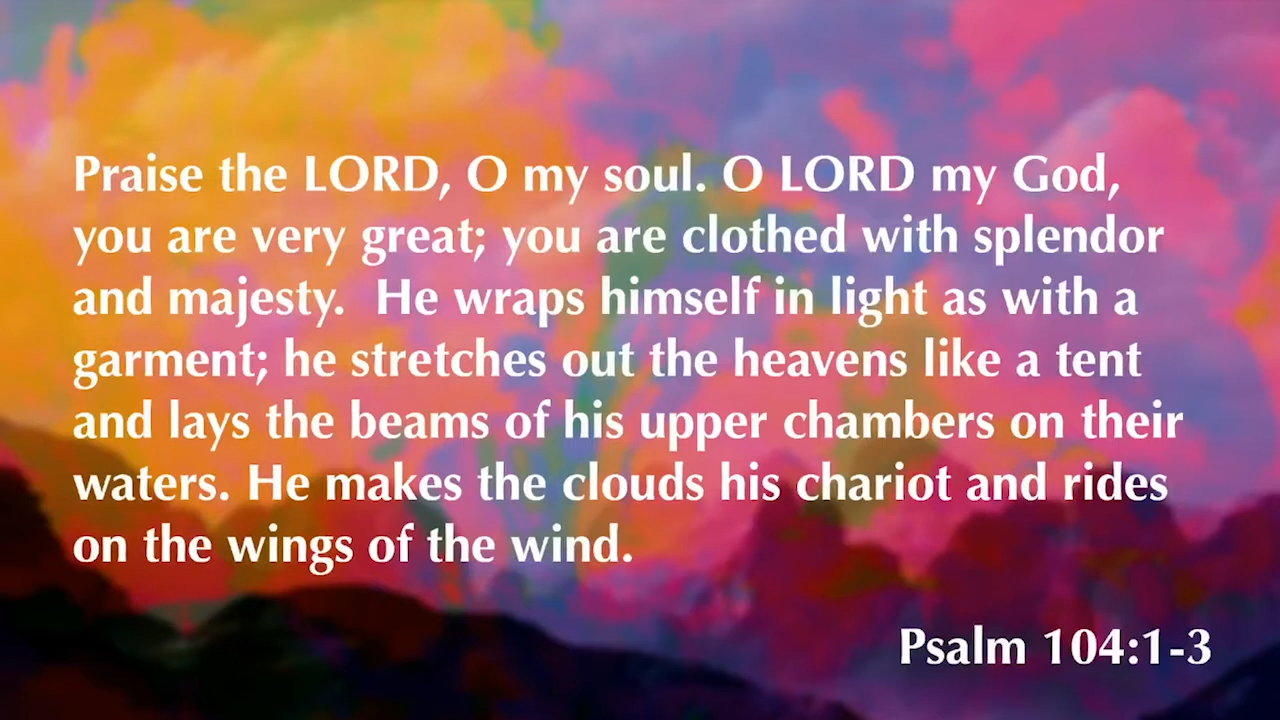 Praise the LORD, O my soul. O LORD my God,
you are very great; you are clothed with splendor
and majesty.  He wraps himself in light as with a
garment; he stretches out the heavens like a tent
and lays the beams of his upper chambers on their
waters. He makes the clouds his chariot and rides
on the wings of the wind.
Psalm 104:1-3